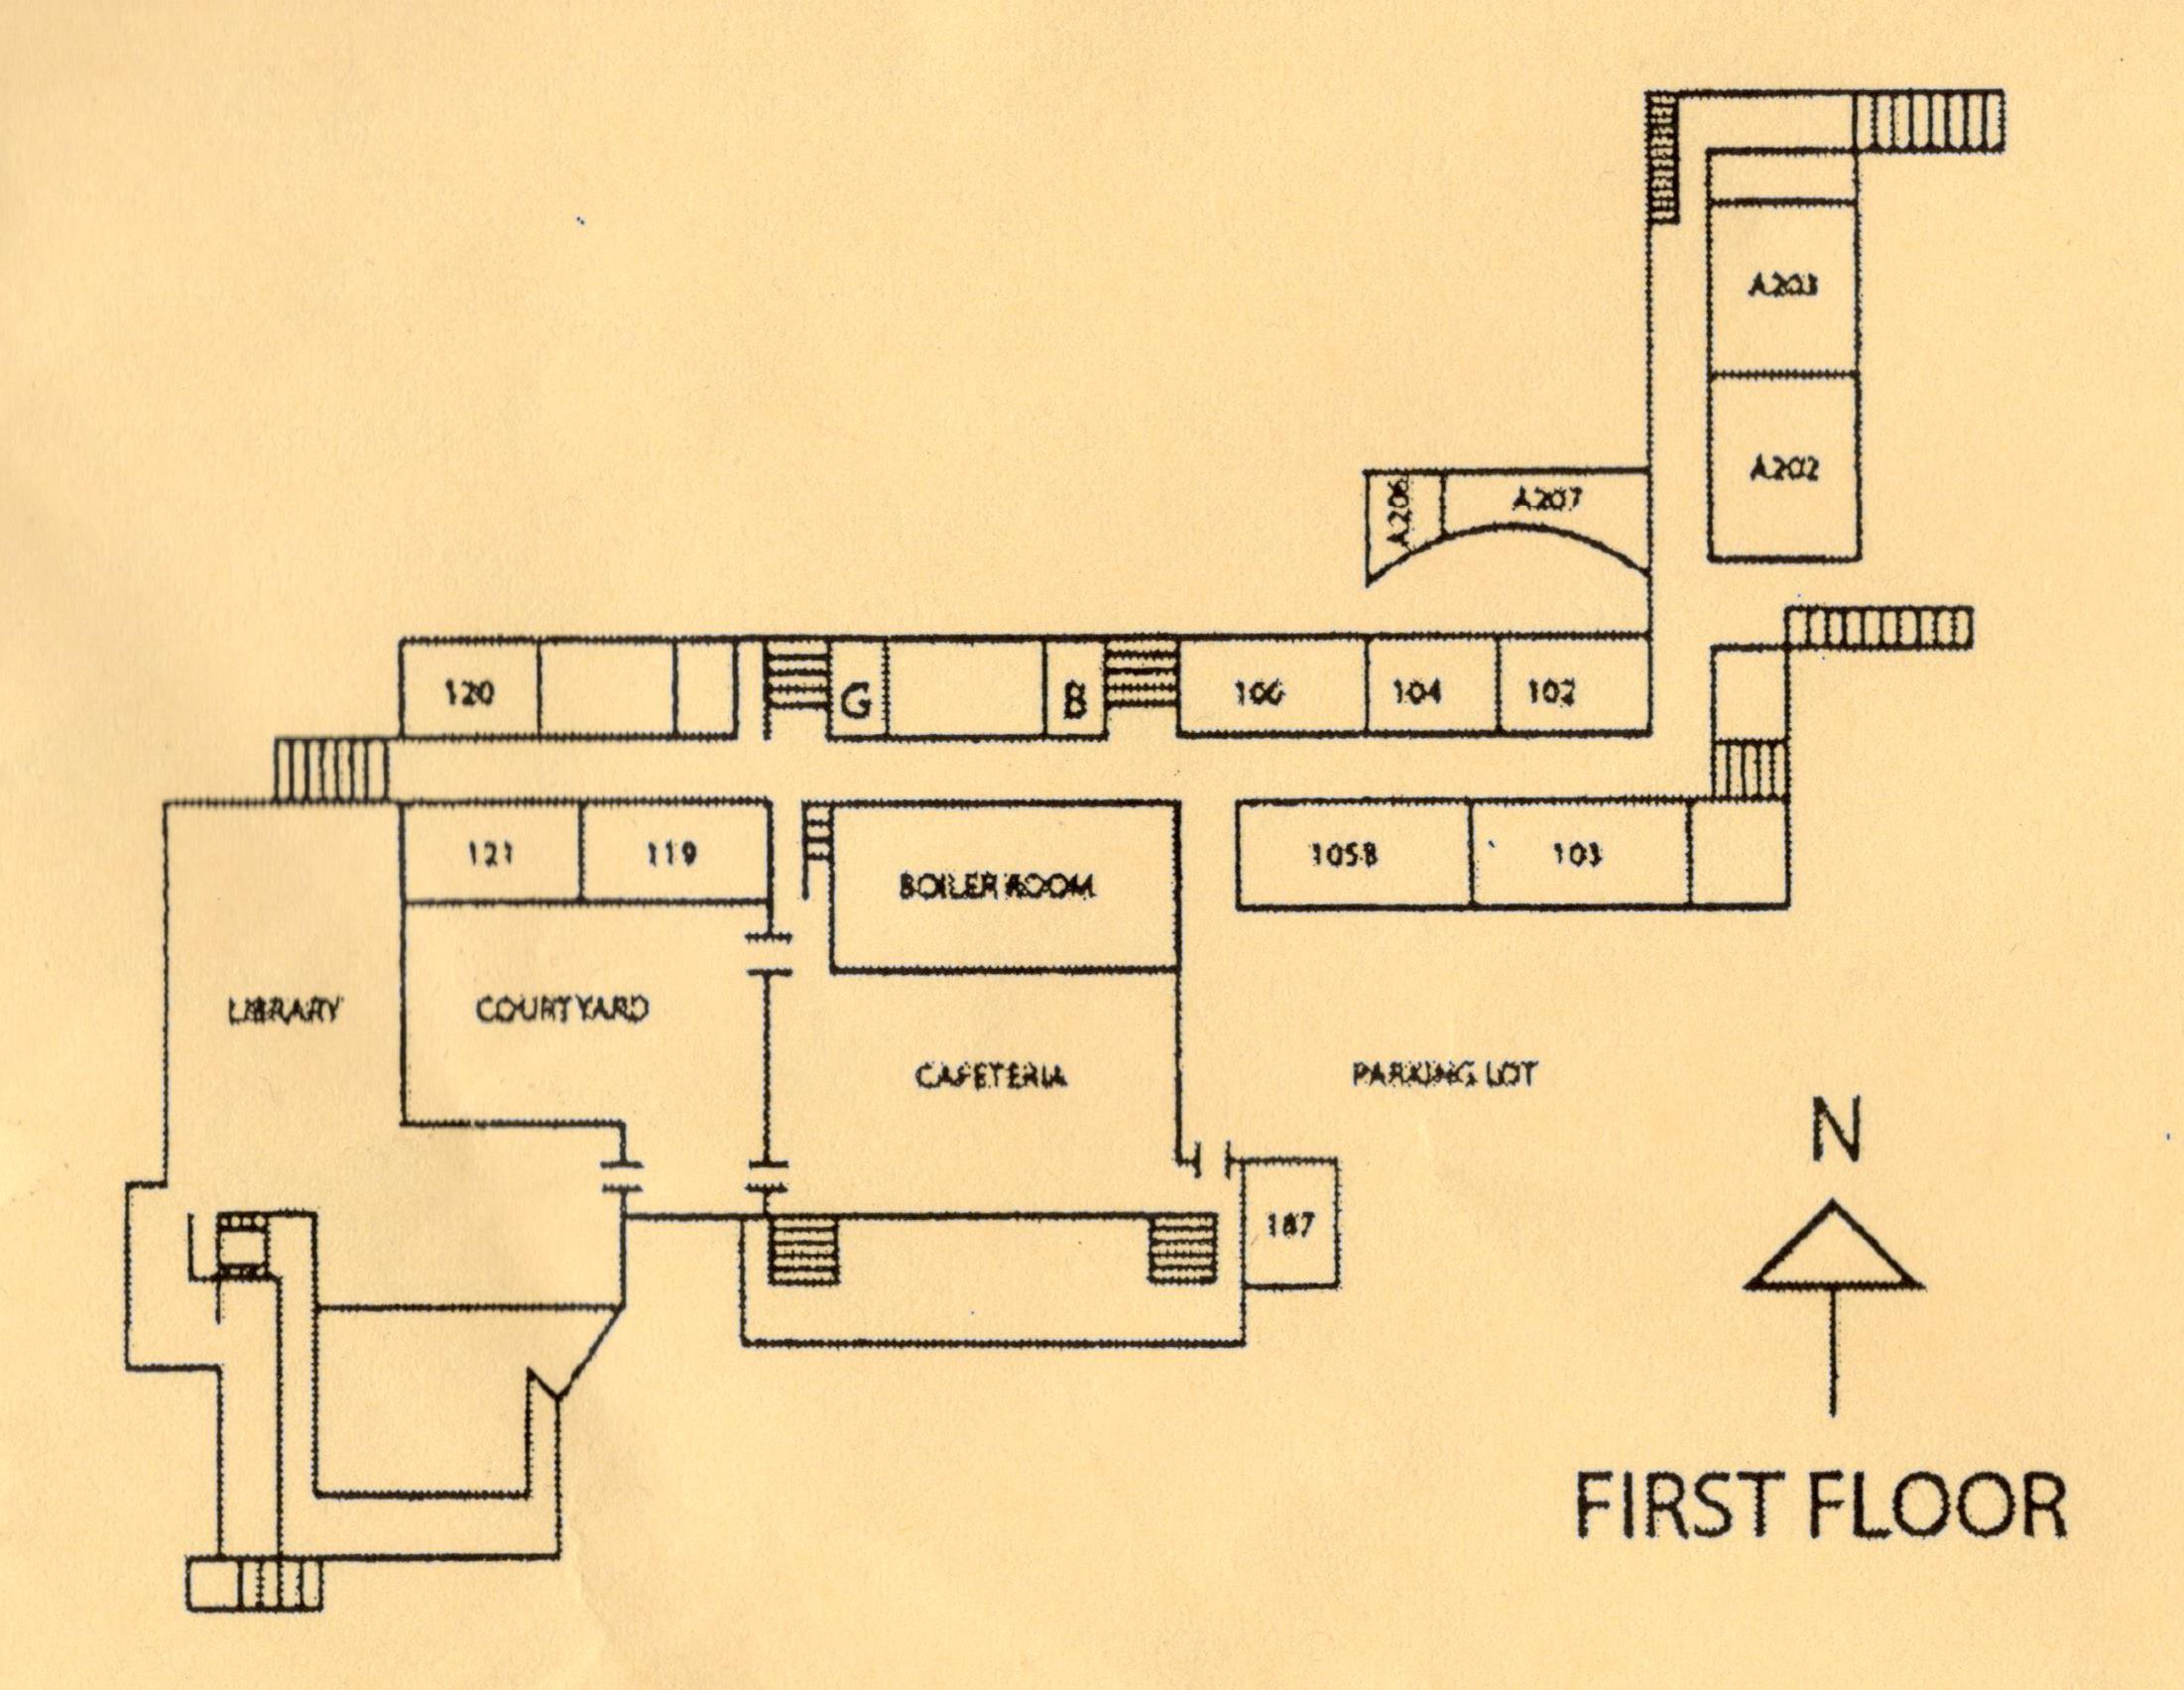 A203
A202
A206
A207
120
G
B
106
104
102
121
119
BOILER ROOM
105B
103
LIBRARY
COURTYARD
CAFETERIA
PARKING LOT
N
FIRST FLOOR